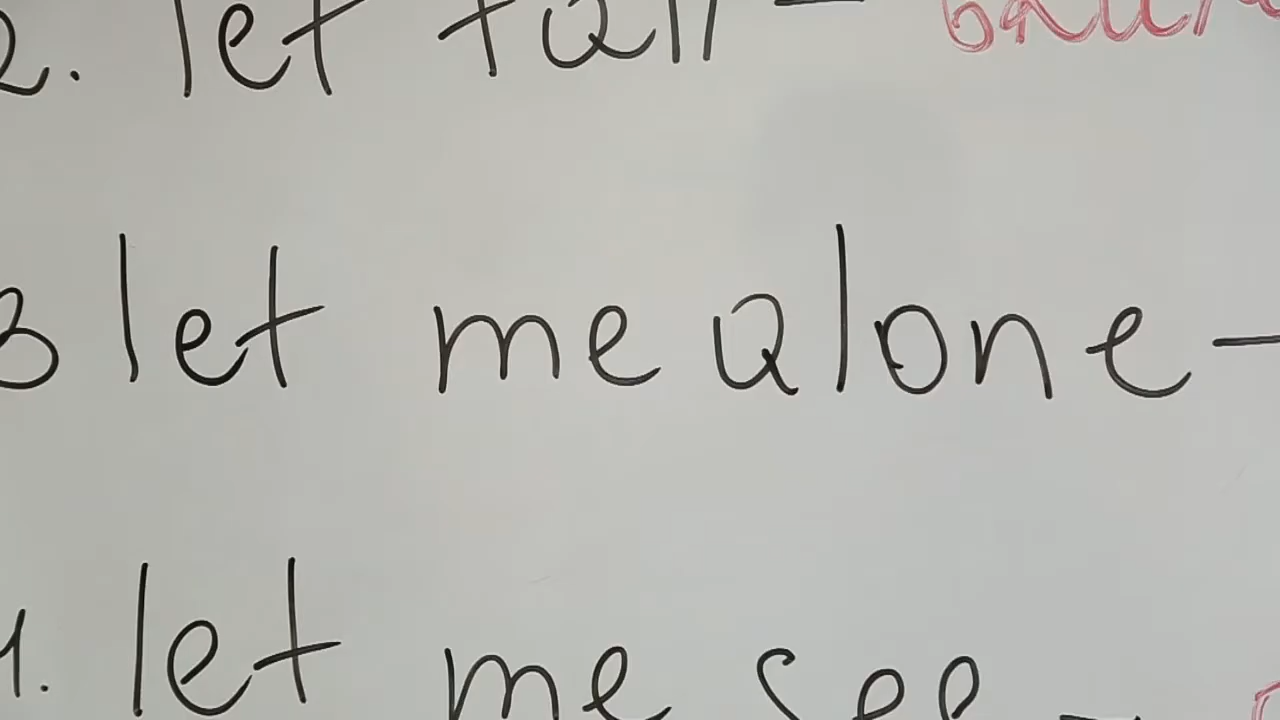 2. let fall –
3 let me alone –
4. let me see –